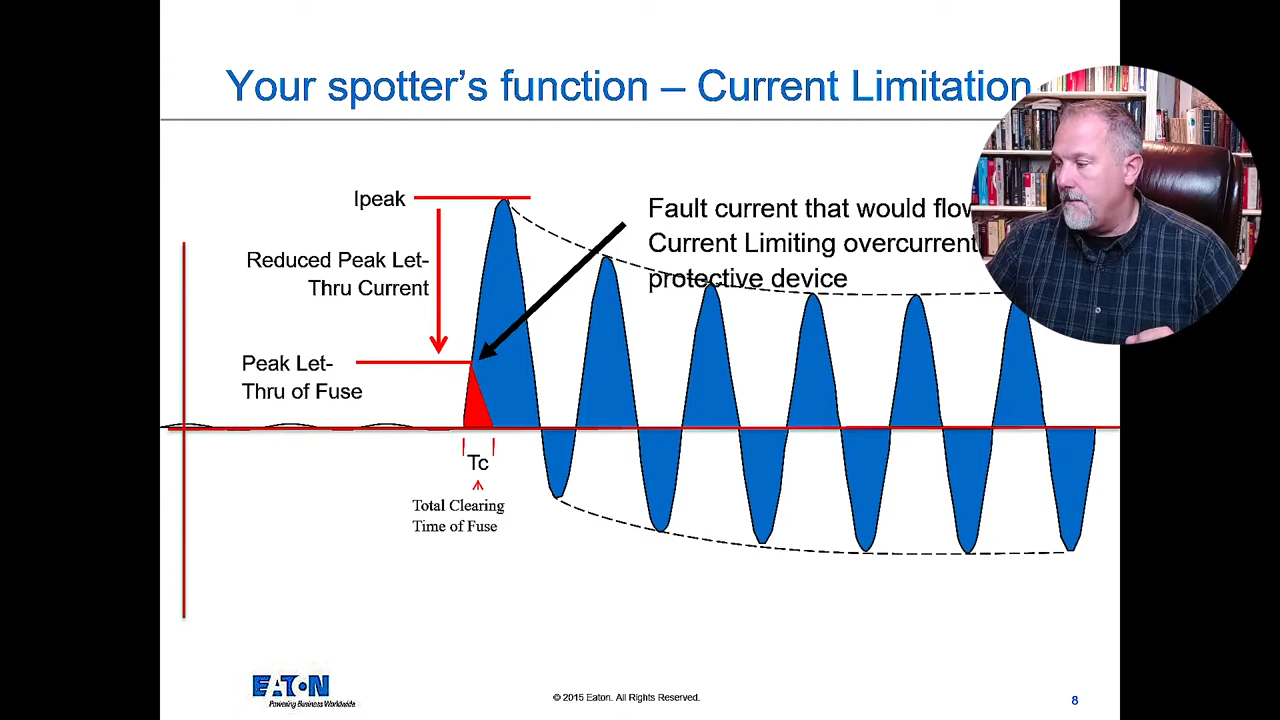 Your spotter's function – Current Limitation
Ipeak
Reduced Peak Let-
Thru Current
Fault current that would flow
Current Limiting overcurrent
protective device
Peak Let-
Thru of Fuse
Tc
Total Clearing
Time of Fuse
EATON
Powering Business Worldwide
© 2015 Eaton. All Rights Reserved.
8